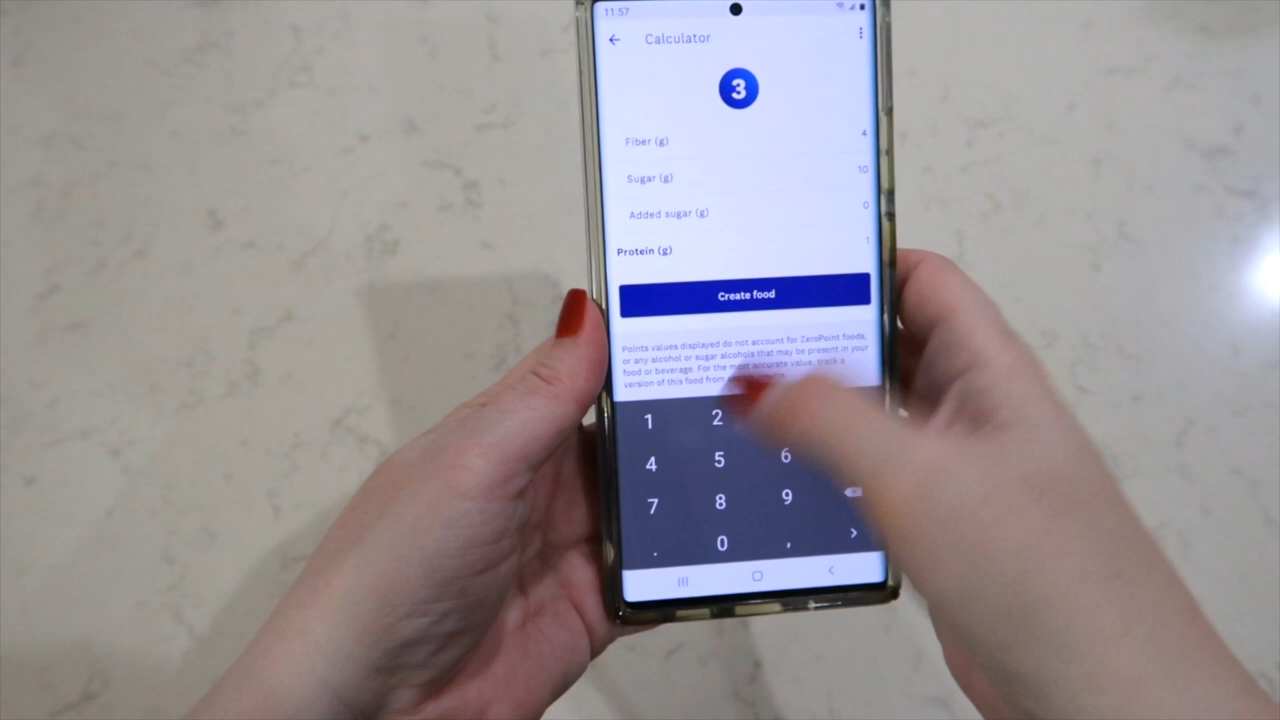 11:57
Calculator
3
Fiber (g) 4
Sugar (g) 10
Added sugar (g) 0
Protein (g) 1
Create food
Points values displayed do not account for ZeroPoint foods,
or any alcohol or sugar alcohols that may be present in your
food or beverage. For the most accurate value, track a
version of this food from search results.
1 2
4 5 6
7 8 9
. 0 ,